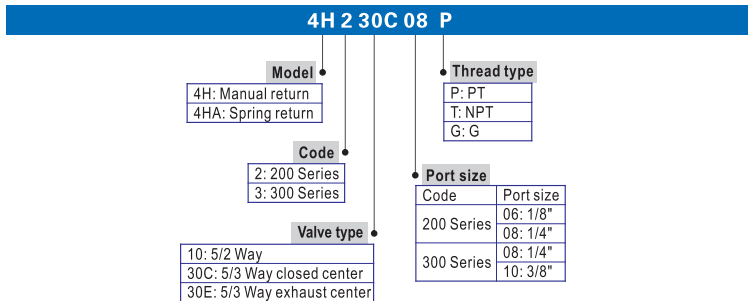 4H 2 30C 08 P
Model
4H: Manual return
4HA: Spring return
Code
2: 200 Series
3: 300 Series
Valve type
10: 5/2 Way
30C: 5/3 Way closed center
30E: 5/3 Way exhaust center
Thread type
P: PT
T: NPT
G: G
Port size
Code Port size
200 Series 06: 1/8"
08: 1/4"
300 Series 08: 1/4"
10: 3/8"